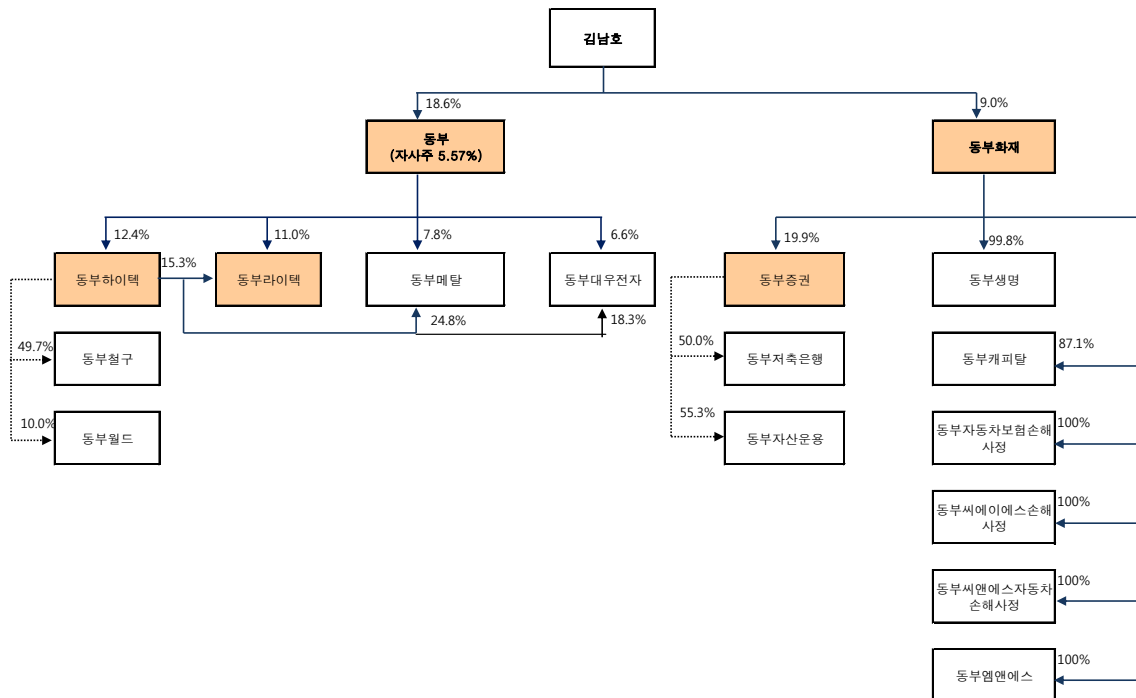 김남호
18.6%
9.0%
동부
(자사주 5.57%)
동부화재
12.4%
11.0%
7.8%
6.6%
19.9%
99.8%
동부하이텍
15.3%
동부라이텍
동부메탈
동부대우전자
동부증권
동부생명
24.8%
18.3%
49.7%
동부철구
50.0%
동부저축은행
동부캐피탈
87.1%
10.0%
동부월드
55.3%
동부자산운용
동부자동차보험손해
사정
100%
동부씨에이에스손해
사정
100%
동부씨앤에스자동차
손해사정
100%
동부엠앤에스
100%